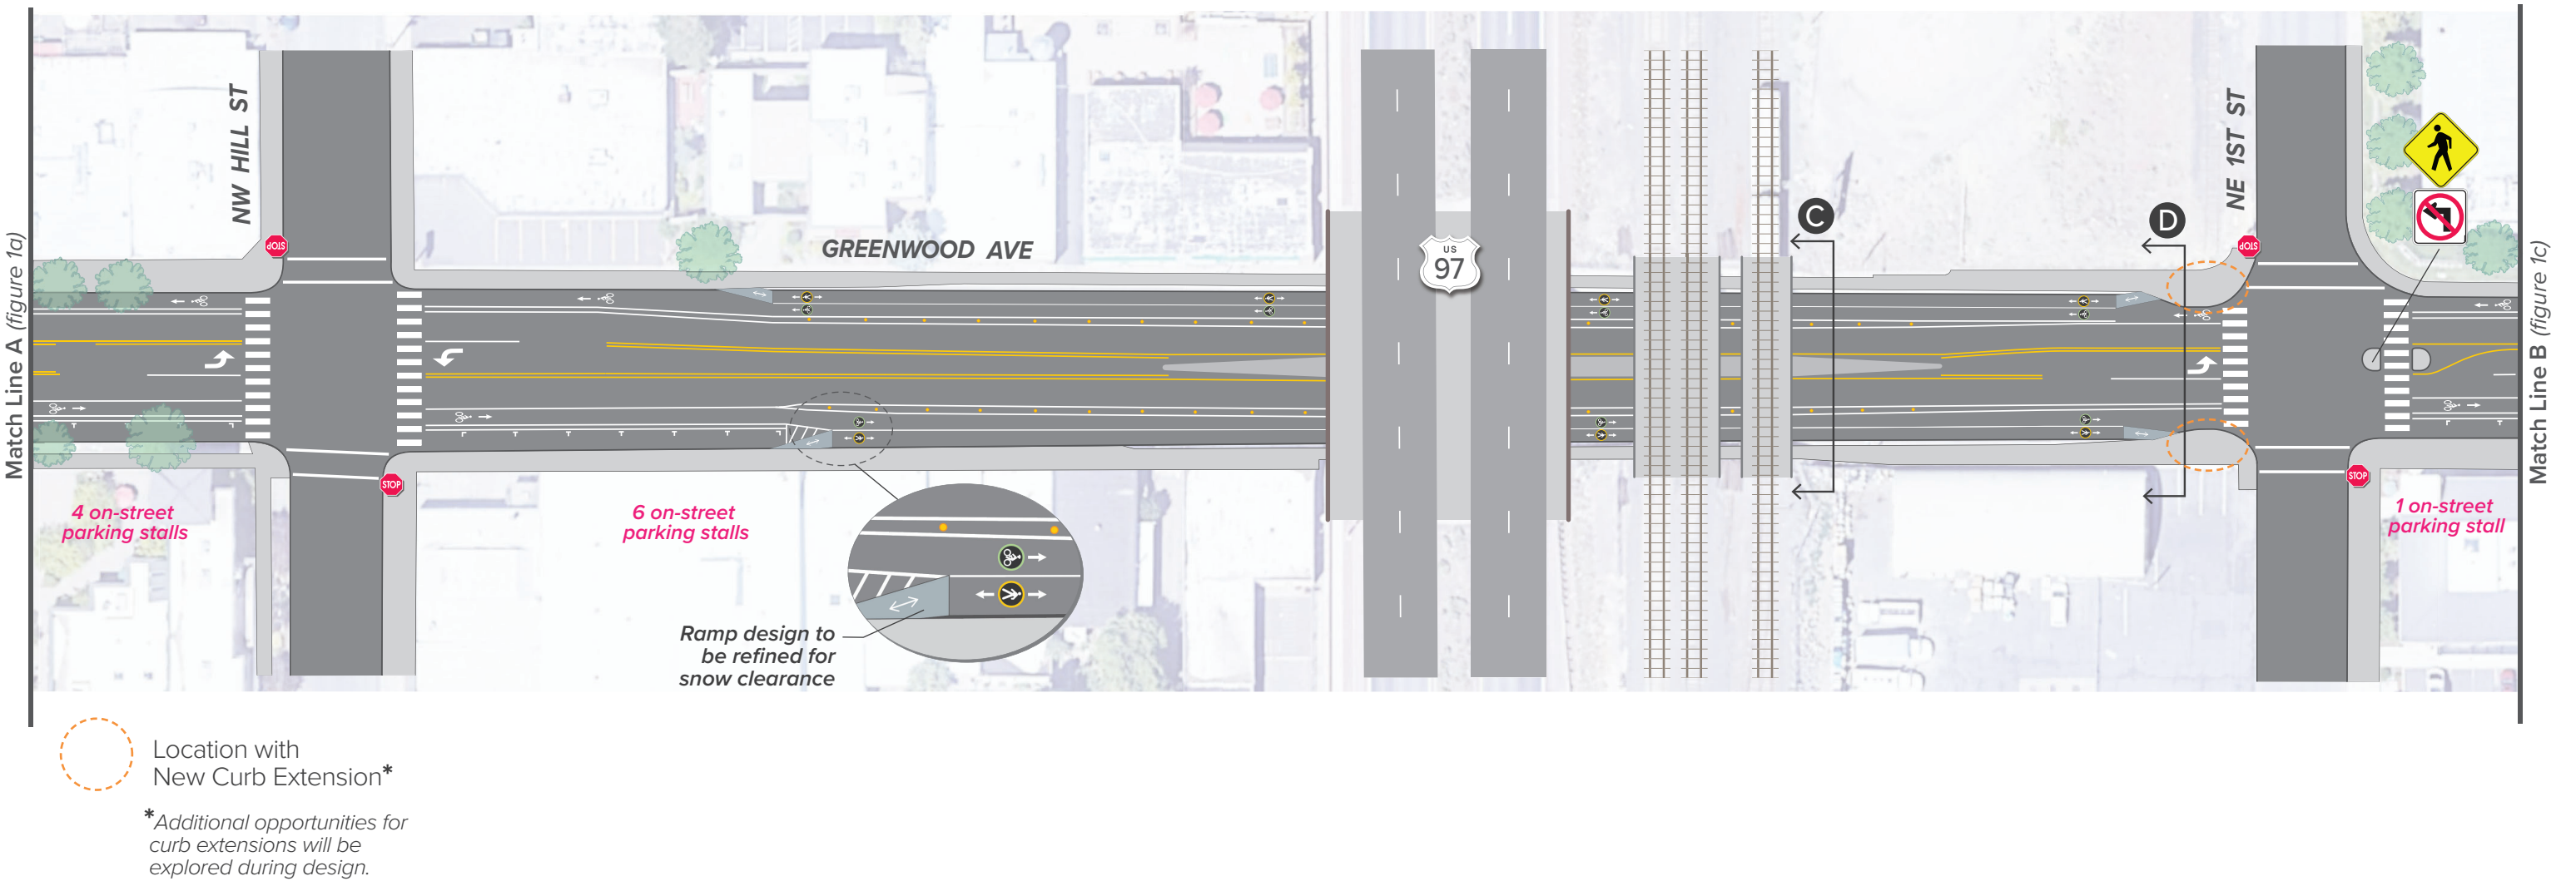 Match Line A (figure 1a)
NW HILL ST
STOP
GREENWOOD AVE
US
97
C
D
NE 1ST ST
STOP
Match Line B (figure 1c)
STOP
STOP
4 on-street
parking stalls
6 on-street
parking stalls
1 on-street
parking stall
Ramp design to
be refined for
snow clearance
Location with
New Curb Extension*
*Additional opportunities for
curb extensions will be
explored during design.